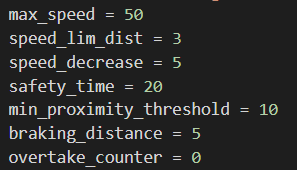 max_speed = 50
speed_lim_dist = 3
speed_decrease = 5
safety_time = 20
min_proximity_threshold = 10
braking_distance = 5
overtake_counter = 0